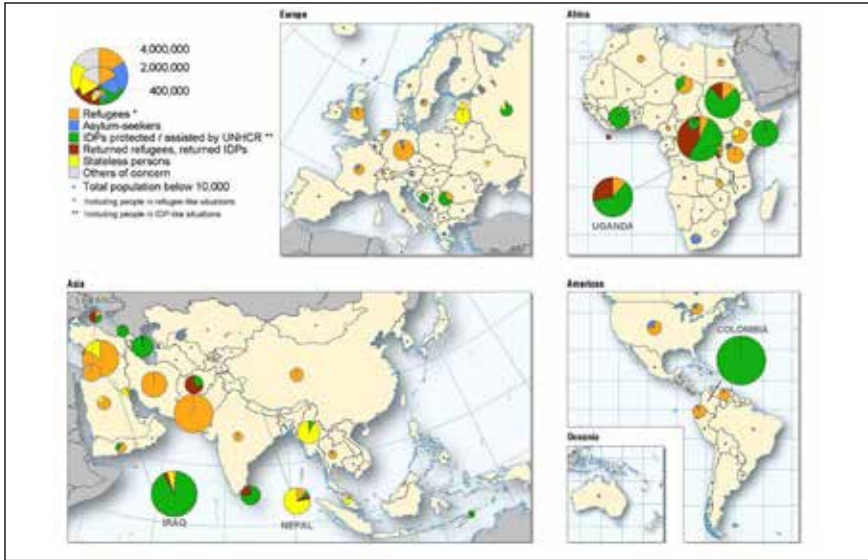 Europe
Africa
4,000,000
2,000,000
400,000
Refugees *
Asylum-seekers
IDPs protected / assisted by UNHCR **
Returned refugees, returned IDPs
Stateless persons
Others of concern
Total population below 10,000
* Including people in refugee-like situations
** Including people in IDP-like situations
UGANDA
Asia
Americas
COLOMBIA
Oceania
IRAQ
NEPAL